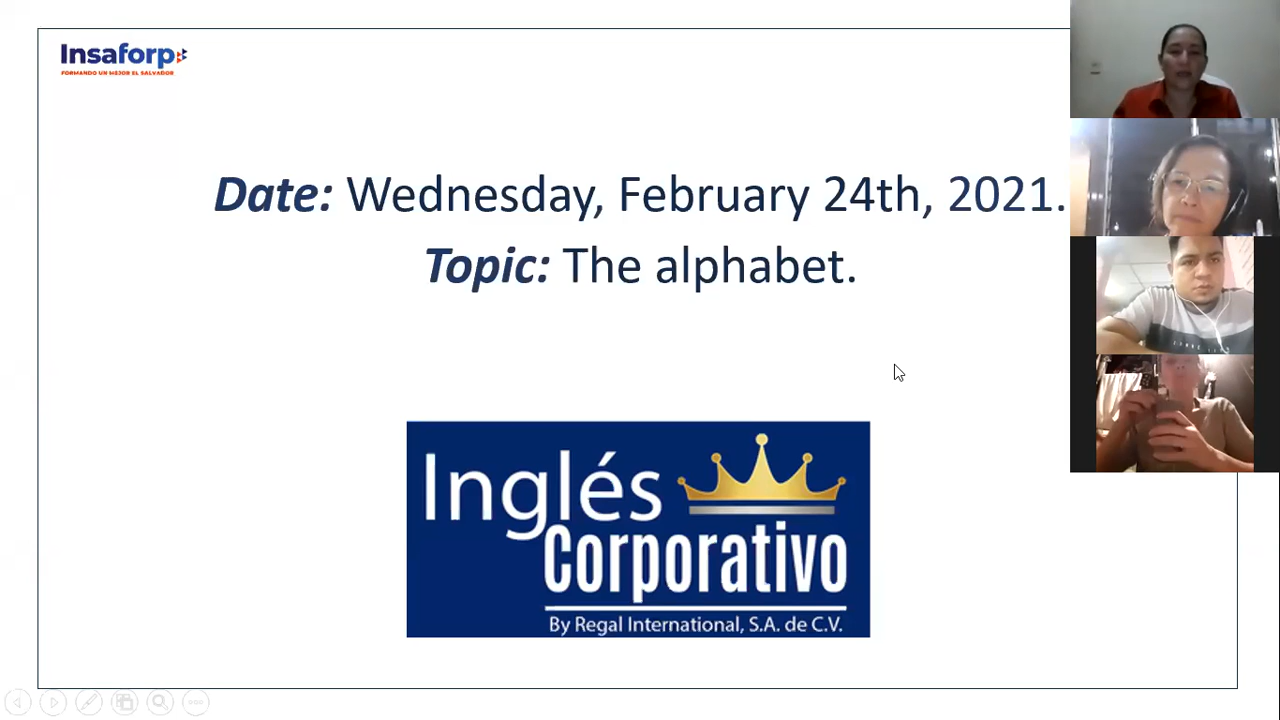 Insaforp
FORMANDO UN MEJOR EL SALVADOR
Date: Wednesday, February 24th, 2021.
Topic: The alphabet.
Inglés
Corporativo
By Regal International, S.A. de C.V.